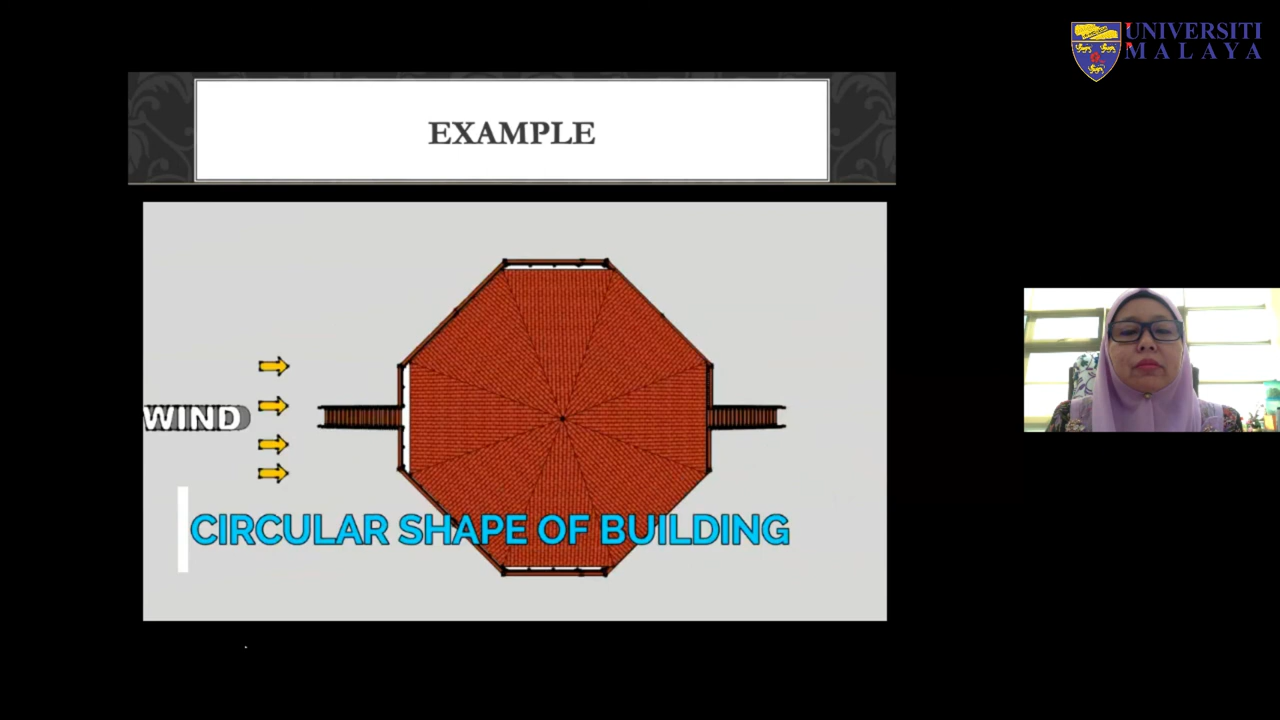 UNIVERSITI
MALAYA
EXAMPLE
WIND
CIRCULAR SHAPE OF BUILDING